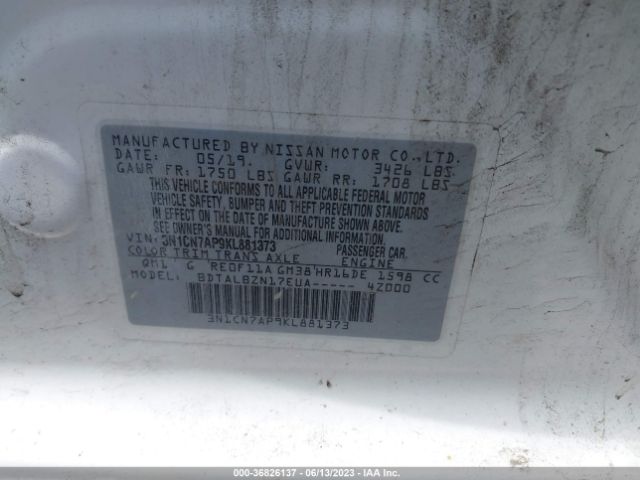 MANUFACTURED BY NISSAN MOTOR CO.,LTD.
DATE: 05/19. GVWR: 3426 LBS
GAWR FR: 1750 LBS GAWR RR: 1708 LBS
THIS VEHICLE CONFORMS TO ALL APPLICABLE FEDERAL MOTOR
VEHICLE SAFETY, BUMPER AND THEFT PREVENTION STANDARDS
IN EFFECT ON THE DATE OF MANUFACTURE SHOWN ABOVE.
SEE OWNER'S MANUAL FOR ADDITIONAL INFORMATION
VIN: 3N1CN7AP9KL881373 PASSENGER CAR.
COLOR TRIM TRANS AXLE ENGINE
QM1 G RE0F11A GM38 HR16DE 1598 CC
MODEL: BDTALBZN17EUA----- 42000
3N1CN7AP9KL881373
000-36826137 - 06/13/2023 - IAA Inc.